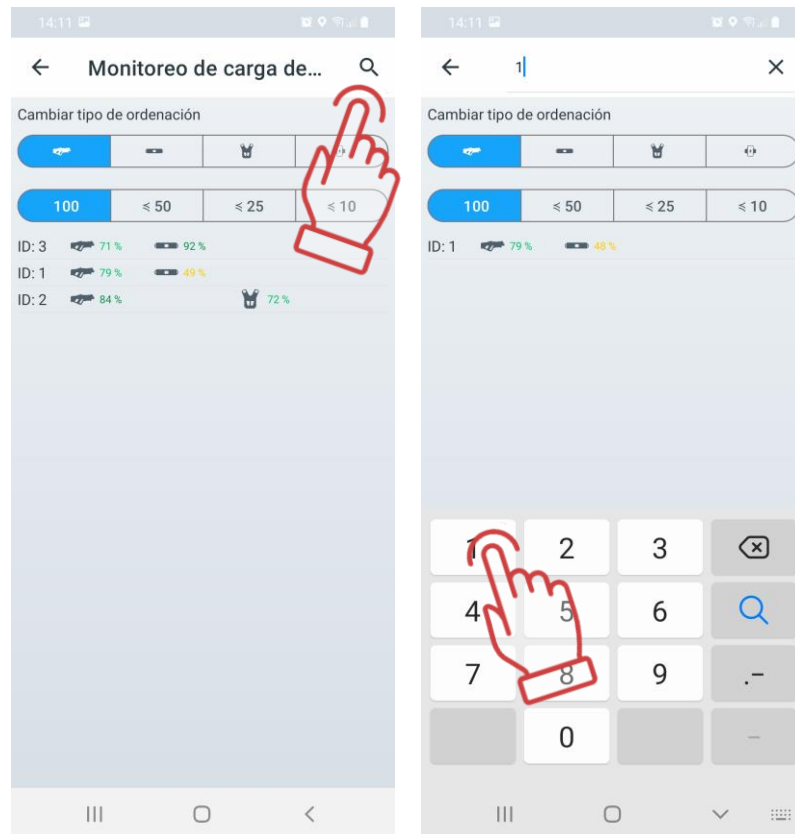 14:11
Monitoreo de carga de...
Cambiar tipo de ordenación
100 ≤ 50 ≤ 25 ≤ 10
ID: 3 71 % 92 %
ID: 1 79 % 49 %
ID: 2 84 % 72 %
14:11
1
Cambiar tipo de ordenación
100 ≤ 50 ≤ 25 ≤ 10
ID: 1 79 % 48 %
1 2 3
4 5 6
7 8 9 .–
0 –